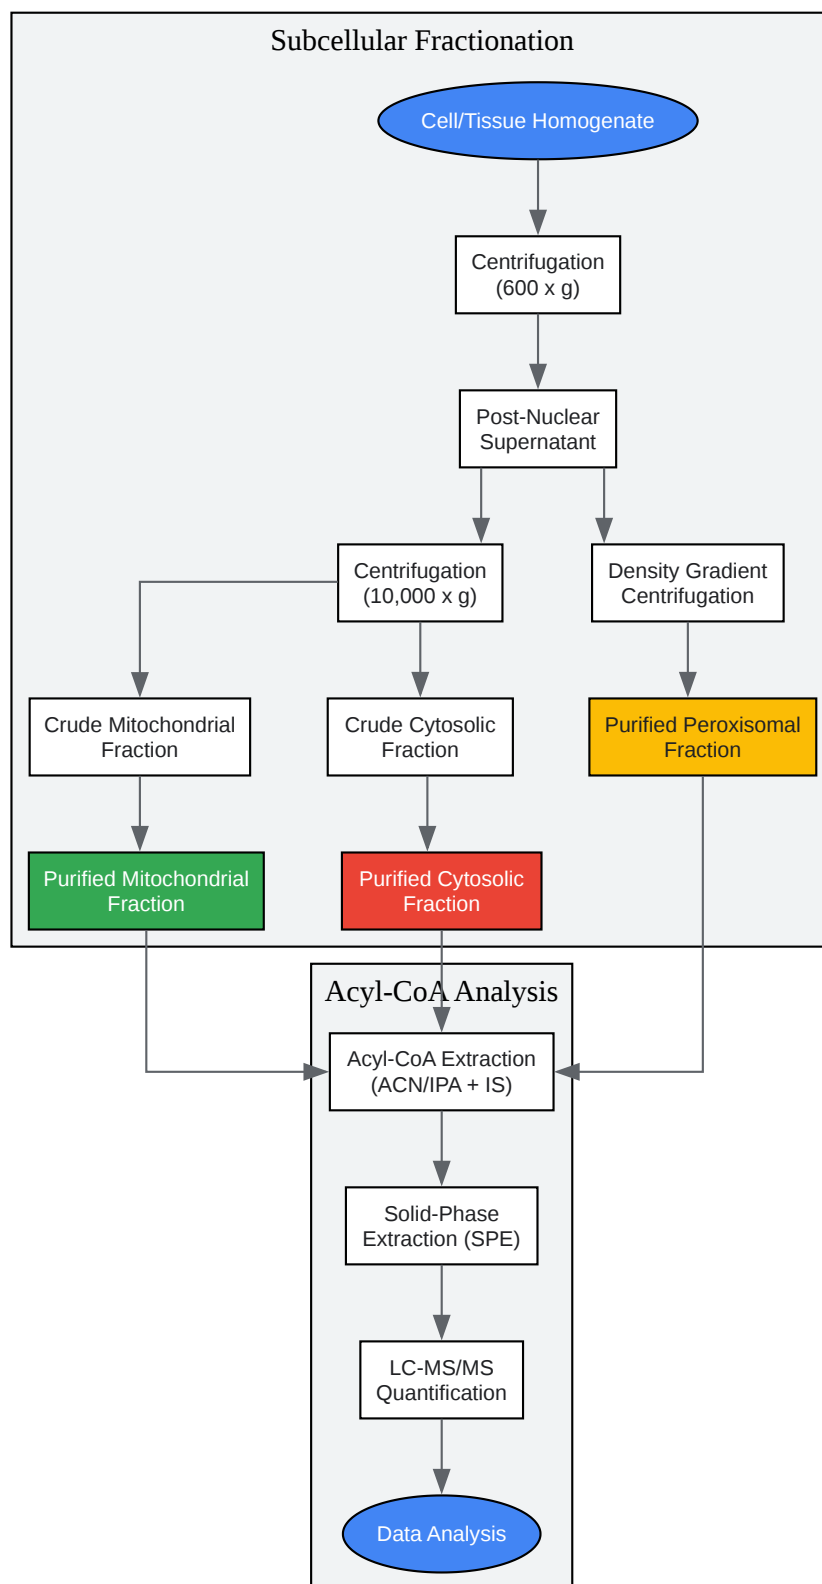 Subcellular Fractionation
Cell/Tissue Homogenate
Centrifugation
(600 x g)
Post-Nuclear
Supernatant
Centrifugation
(10,000 x g)
Density Gradient
Centrifugation
Crude Mitochondrial
Fraction
Crude Cytosolic
Fraction
Purified Peroxisomal
Fraction
Purified Mitochondrial
Fraction
Purified Cytosolic
Fraction
Acyl-CoA Analysis
Acyl-CoA Extraction
(ACN/IPA + IS)
Solid-Phase
Extraction (SPE)
LC-MS/MS
Quantification
Data Analysis